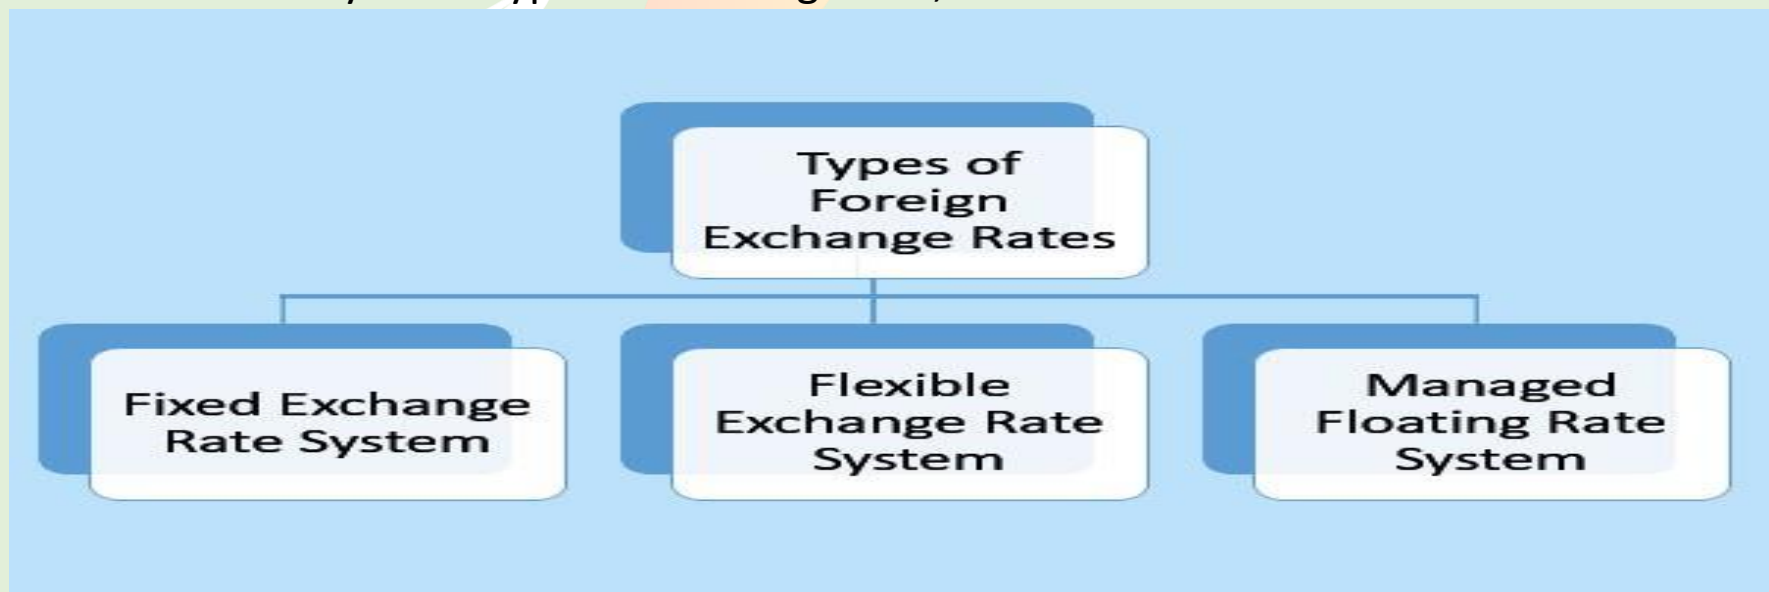 Types of
Foreign
Exchange Rates
Fixed Exchange
Rate System
Flexible
Exchange Rate
System
Managed
Floating Rate
System